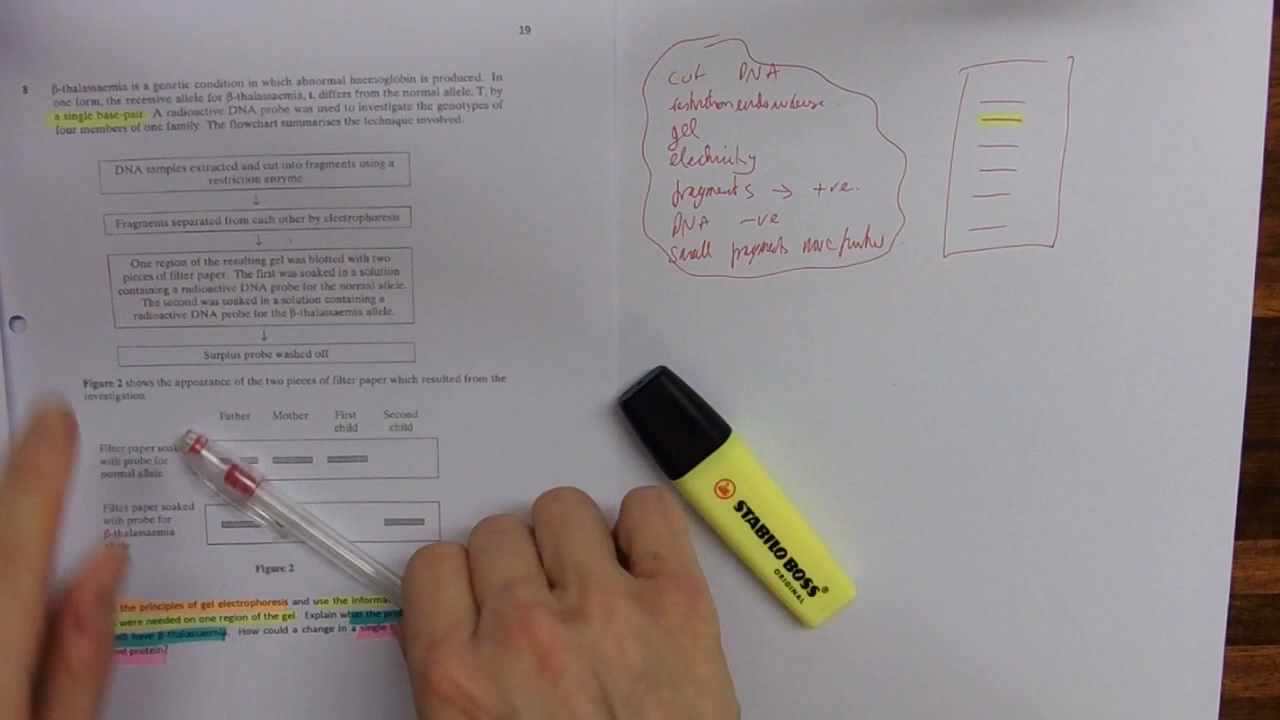 19
8 β-thalassaemia is a genetic condition in which abnormal haemoglobin is produced. In
one form, the recessive allele for β-thalassaemia, t, differs from the normal allele, T, by
a single base-pair. A radioactive DNA probe was used to investigate the genotypes of
four members of one family. The flowchart summarises the technique involved.
DNA samples extracted and cut into fragments using a
restriction enzyme
↓
Fragments separated from each other by electrophoresis
↓
One region of the resulting gel was blotted with two
pieces of filter paper. The first was soaked in a solution
containing a radioactive DNA probe for the normal allele.
The second was soaked in a solution containing a
radioactive DNA probe for the β-thalassaemia allele.
↓
Surplus probe washed off
Figure 2 shows the appearance of the two pieces of filter paper which resulted from the
investigation.
Father Mother First Second
child child
Filter paper
with probe for
normal allele
Filter paper soaked
with probe for
β-thalassaemia
Figure 2
the principles of gel electrophoresis and use the
were needed on one region of the gel. Explain the
have β-thalassaemia. How could a change in a single
protein?
cut DNA
gel
electricity
fragments → +ve.
DNA -ve
small fragments move further
STABILO BOSS
ORIGINAL